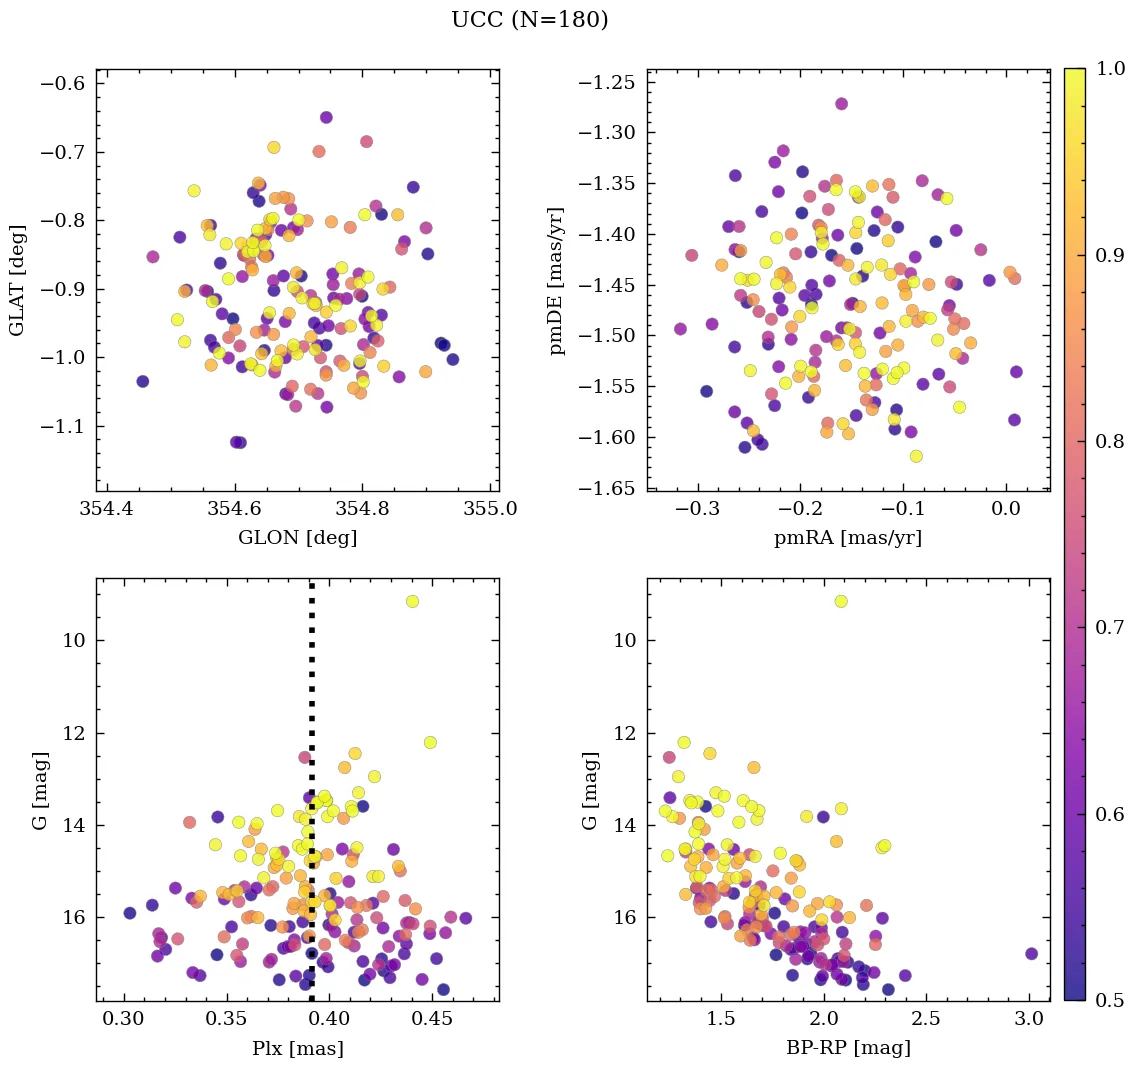 UCC (N=180)
−0.6
−0.7
−0.8
−0.9
−1.0
−1.1
GLAT [deg]
354.4 354.6 354.8 355.0
GLON [deg]
−1.25
−1.30
−1.35
−1.40
−1.45
−1.50
−1.55
−1.60
−1.65
pmDE [mas/yr]
−0.3 −0.2 −0.1 0.0
pmRA [mas/yr]
10
12
14
16
G [mag]
0.30 0.35 0.40 0.45
Plx [mas]
10
12
14
16
G [mag]
1.5 2.0 2.5 3.0
BP-RP [mag]
1.0
0.9
0.8
0.7
0.6
0.5